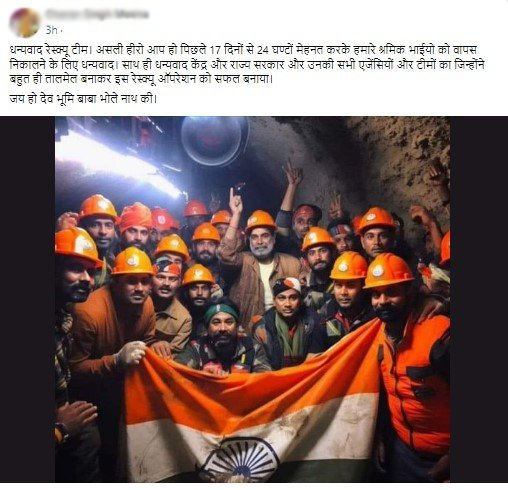 3h
धन्यवाद रेस्क्यू टीम। असली हीरो आप हो पिछले 17 दिनों से 24 घण्टों मेहनत करके हमारे श्रमिक भाईयो को वापस
निकालने के लिए धन्यवाद। साथ ही धन्यवाद केंद्र और राज्य सरकार और उनकी सभी एजेंसियों और टीमों का जिन्होंने
बहुत ही तालमेल बनाकर इस रेस्क्यू ऑपरेशन को सफल बनाया।
जय हो देव भूमि बाबा भोले नाथ की।